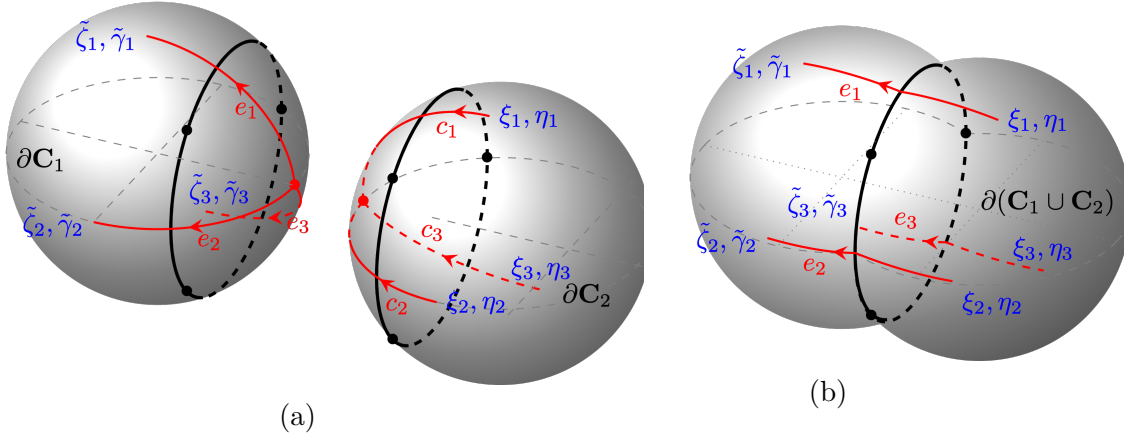 ζ̃₁, γ̃₁
e₁
∂C₁
ζ̃₃, γ̃₃
ζ̃₂, γ̃₂
e₂
e₃
c₁
ξ₁, η₁
c₃
ξ₃, η₃
∂C₂
c₂
ξ₂, η₂
(a)
ζ̃₁, γ̃₁
e₁
ξ₁, η₁
ζ̃₃, γ̃₃
∂(C₁ ∪ C₂)
ζ̃₂, γ̃₂
e₃
ξ₃, η₃
e₂
ξ₂, η₂
(b)